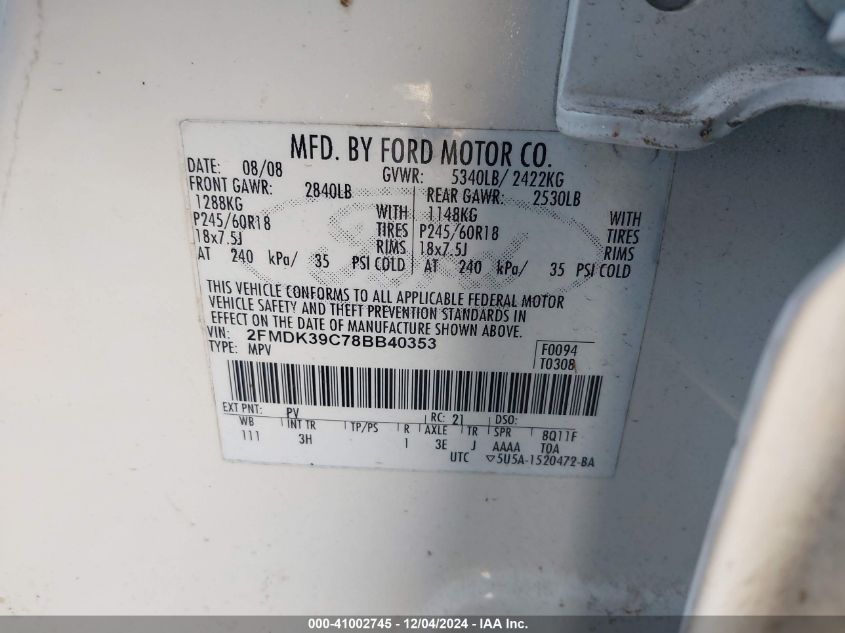 MFD. BY FORD MOTOR CO.
DATE: 08/08 GVWR: 5340LB/ 2422KG
FRONT GAWR: 2840LB REAR GAWR: 2530LB
1288KG WITH 1148KG WITH
P245/60R18 TIRES P245/60R18 TIRES
18x7.5J RIMS 18x7.5J RIMS
AT 240 kPa/ 35 PSI COLD AT 240 kPa/ 35 PSI COLD
THIS VEHICLE CONFORMS TO ALL APPLICABLE FEDERAL MOTOR
VEHICLE SAFETY AND THEFT PREVENTION STANDARDS IN
EFFECT ON THE DATE OF MANUFACTURE SHOWN ABOVE.
VIN: 2FMDK39C78BB40353 F0094
TYPE: MPV T0308
EXT PNT: PV RC: 21 DSO:
WB INT TR TP/PS R AXLE TR SPR 8Q11F
111 3H 1 3E J AAAA TOA
UTC ▽5U5A-1520472-BA
000-41002745 - 12/04/2024 - IAA Inc.